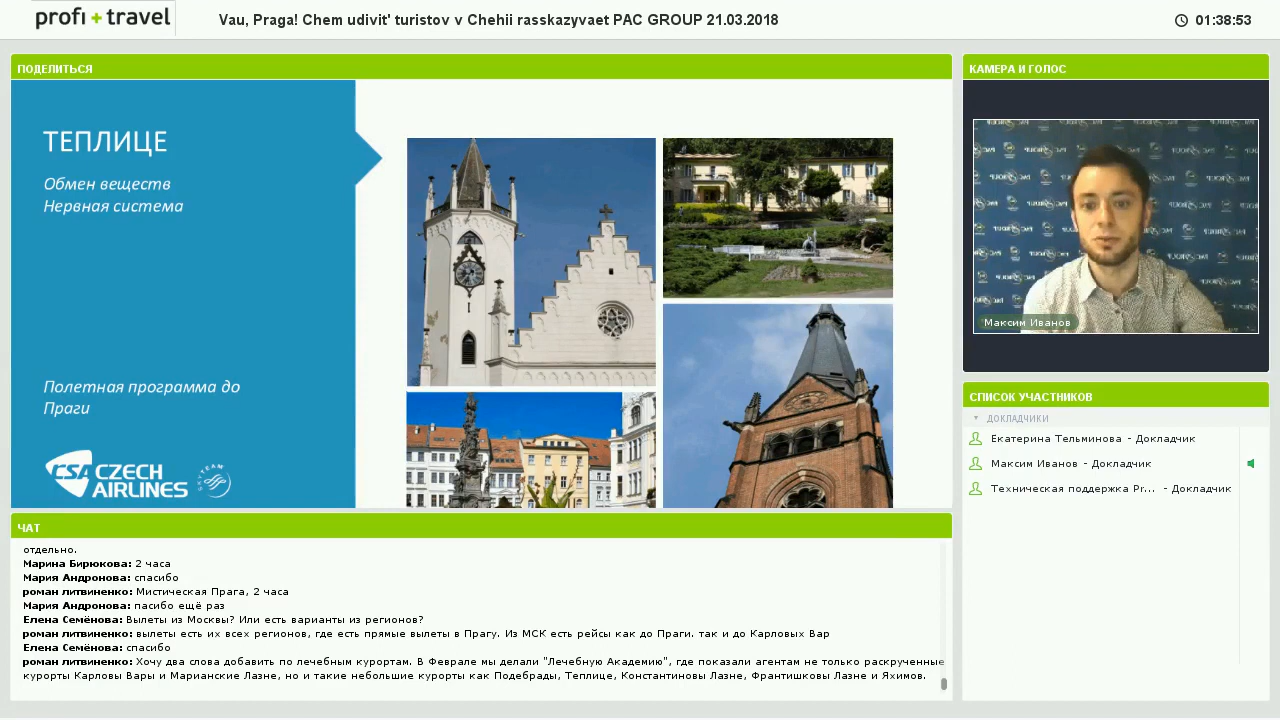 profi + travel
Vau, Praga! Chem udivit' turistov v Chehii rasskazyvaet PAC GROUP 21.03.2018
01:38:53
ПОДЕЛИТЬСЯ
ТЕПЛИЦЕ
Обмен веществ
Нервная система
Полетная программа до
Праги
CSA CZECH
AIRLINES
SKYTEAM
КАМЕРА И ГОЛОС
Максим Иванов
СПИСОК УЧАСТНИКОВ
ДОКЛАДЧИКИ
Екатерина Тельминова - Докладчик
Максим Иванов - Докладчик
Техническая поддержка Pr... - Докладчик
ЧАТ
отдельно.
Марина Бирюкова: 2 часа
Мария Андронова: спасибо
роман литвиненко: Мистическая Прага, 2 часа
Мария Андронова: пасибо ещё раз
Елена Семёнова: Вылеты из Москвы? Или есть варианты из регионов?
роман литвиненко: вылеты есть их всех регионов, где есть прямые вылеты в Прагу. Из МСК есть рейсы как до Праги. так и до Карловых Вар
Елена Семёнова: спасибо
роман литвиненко: Хочу два слова добавить по лечебным курортам. В Феврале мы делали "Лечебную Академию", где показали агентам не только раскрученные
курорты Карловы Вары и Марианские Лазне, но и такие небольшие курорты как Подебрады, Теплице, Константиновы Лазне, Франтишковы Лазне и Яхимов.